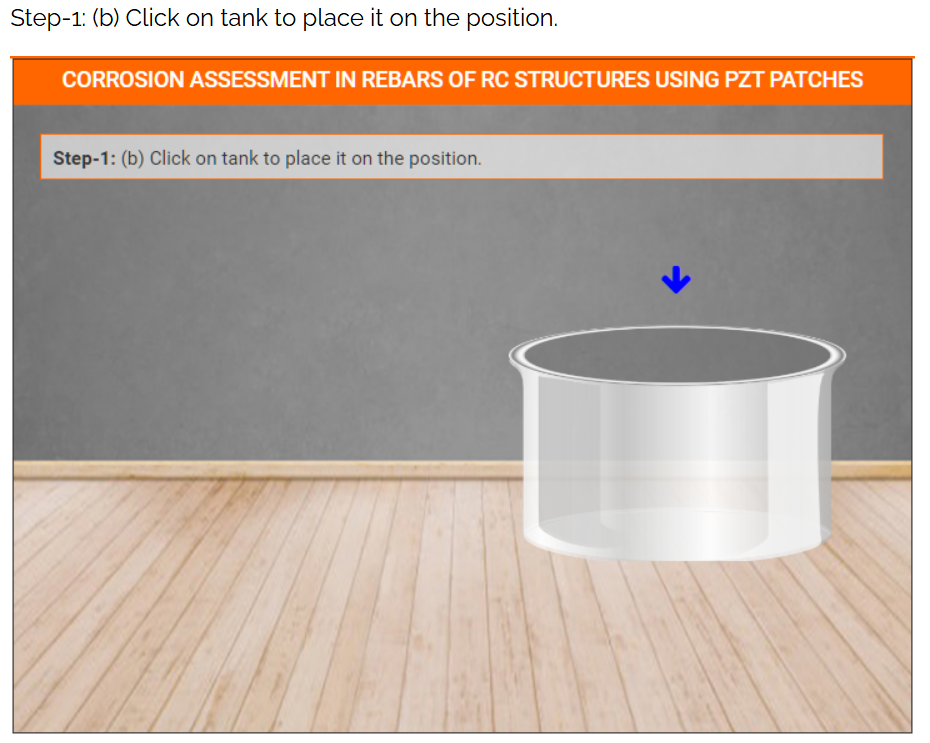 Step-1: (b) Click on tank to place it on the position.
CORROSION ASSESSMENT IN REBARS OF RC STRUCTURES USING PZT PATCHES
Step-1: (b) Click on tank to place it on the position.